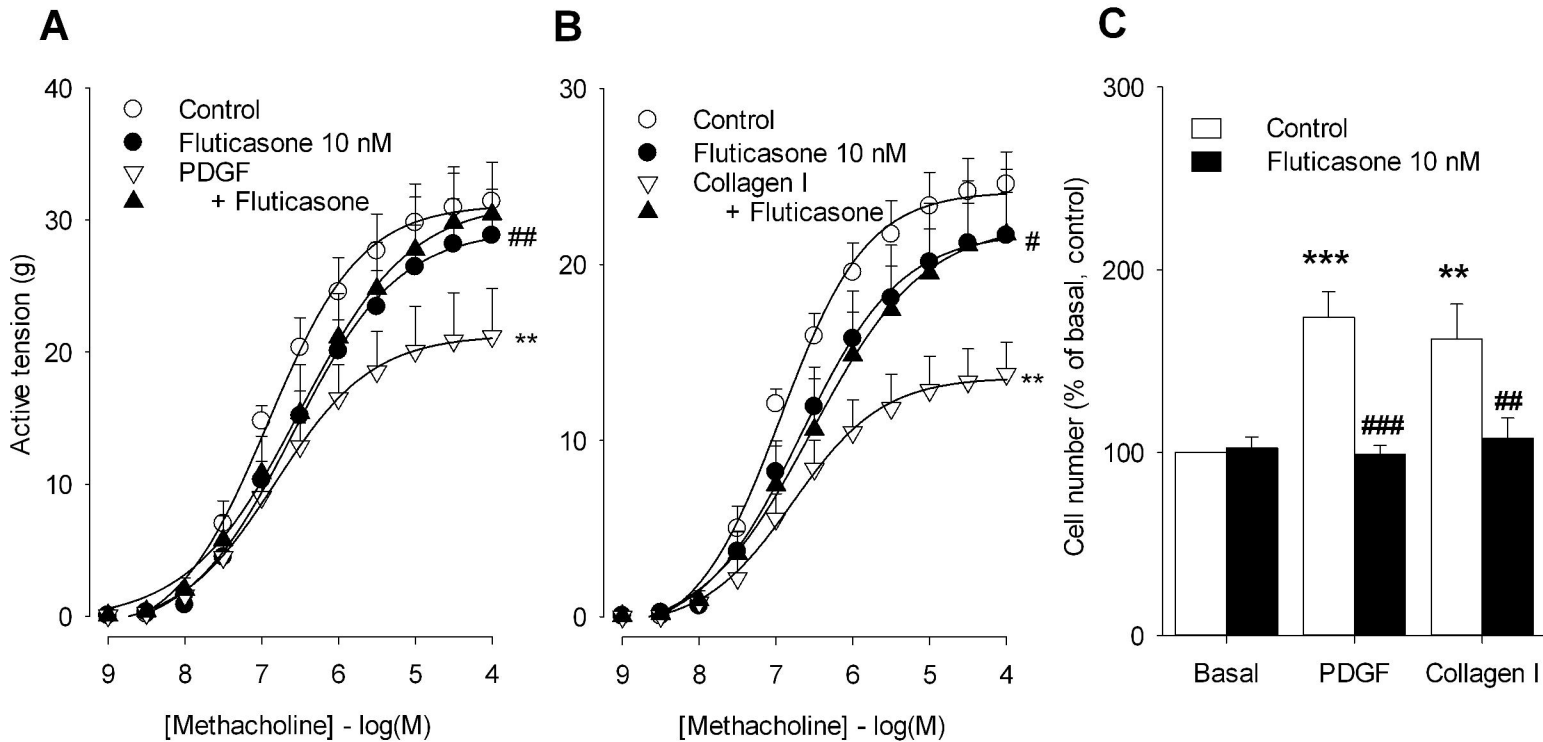 A
Active tension (g)
40
30
20
10
0
Control
Fluticasone 10 nM
PDGF
+ Fluticasone
##
**
9 8 7 6 5 4
[Methacholine] - log(M)
B
30
20
10
0
Control
Fluticasone 10 nM
Collagen I
+ Fluticasone
#
**
9 8 7 6 5 4
[Methacholine] - log(M)
C
Cell number (% of basal, control)
300
200
100
0
Control
Fluticasone 10 nM
***
**
###
##
Basal PDGF Collagen I